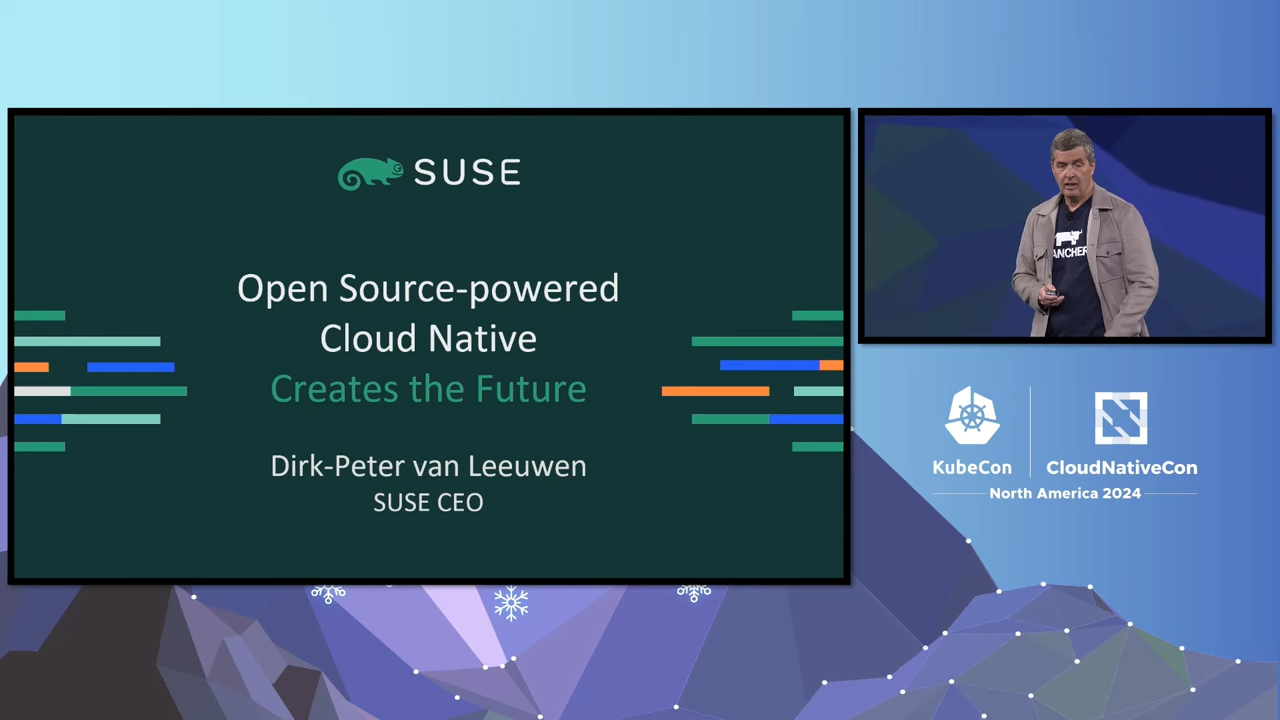 SUSE
Open Source-powered
Cloud Native
Creates the Future
Dirk-Peter van Leeuwen
SUSE CEO
ANCHER
KubeCon
CloudNativeCon
North America 2024